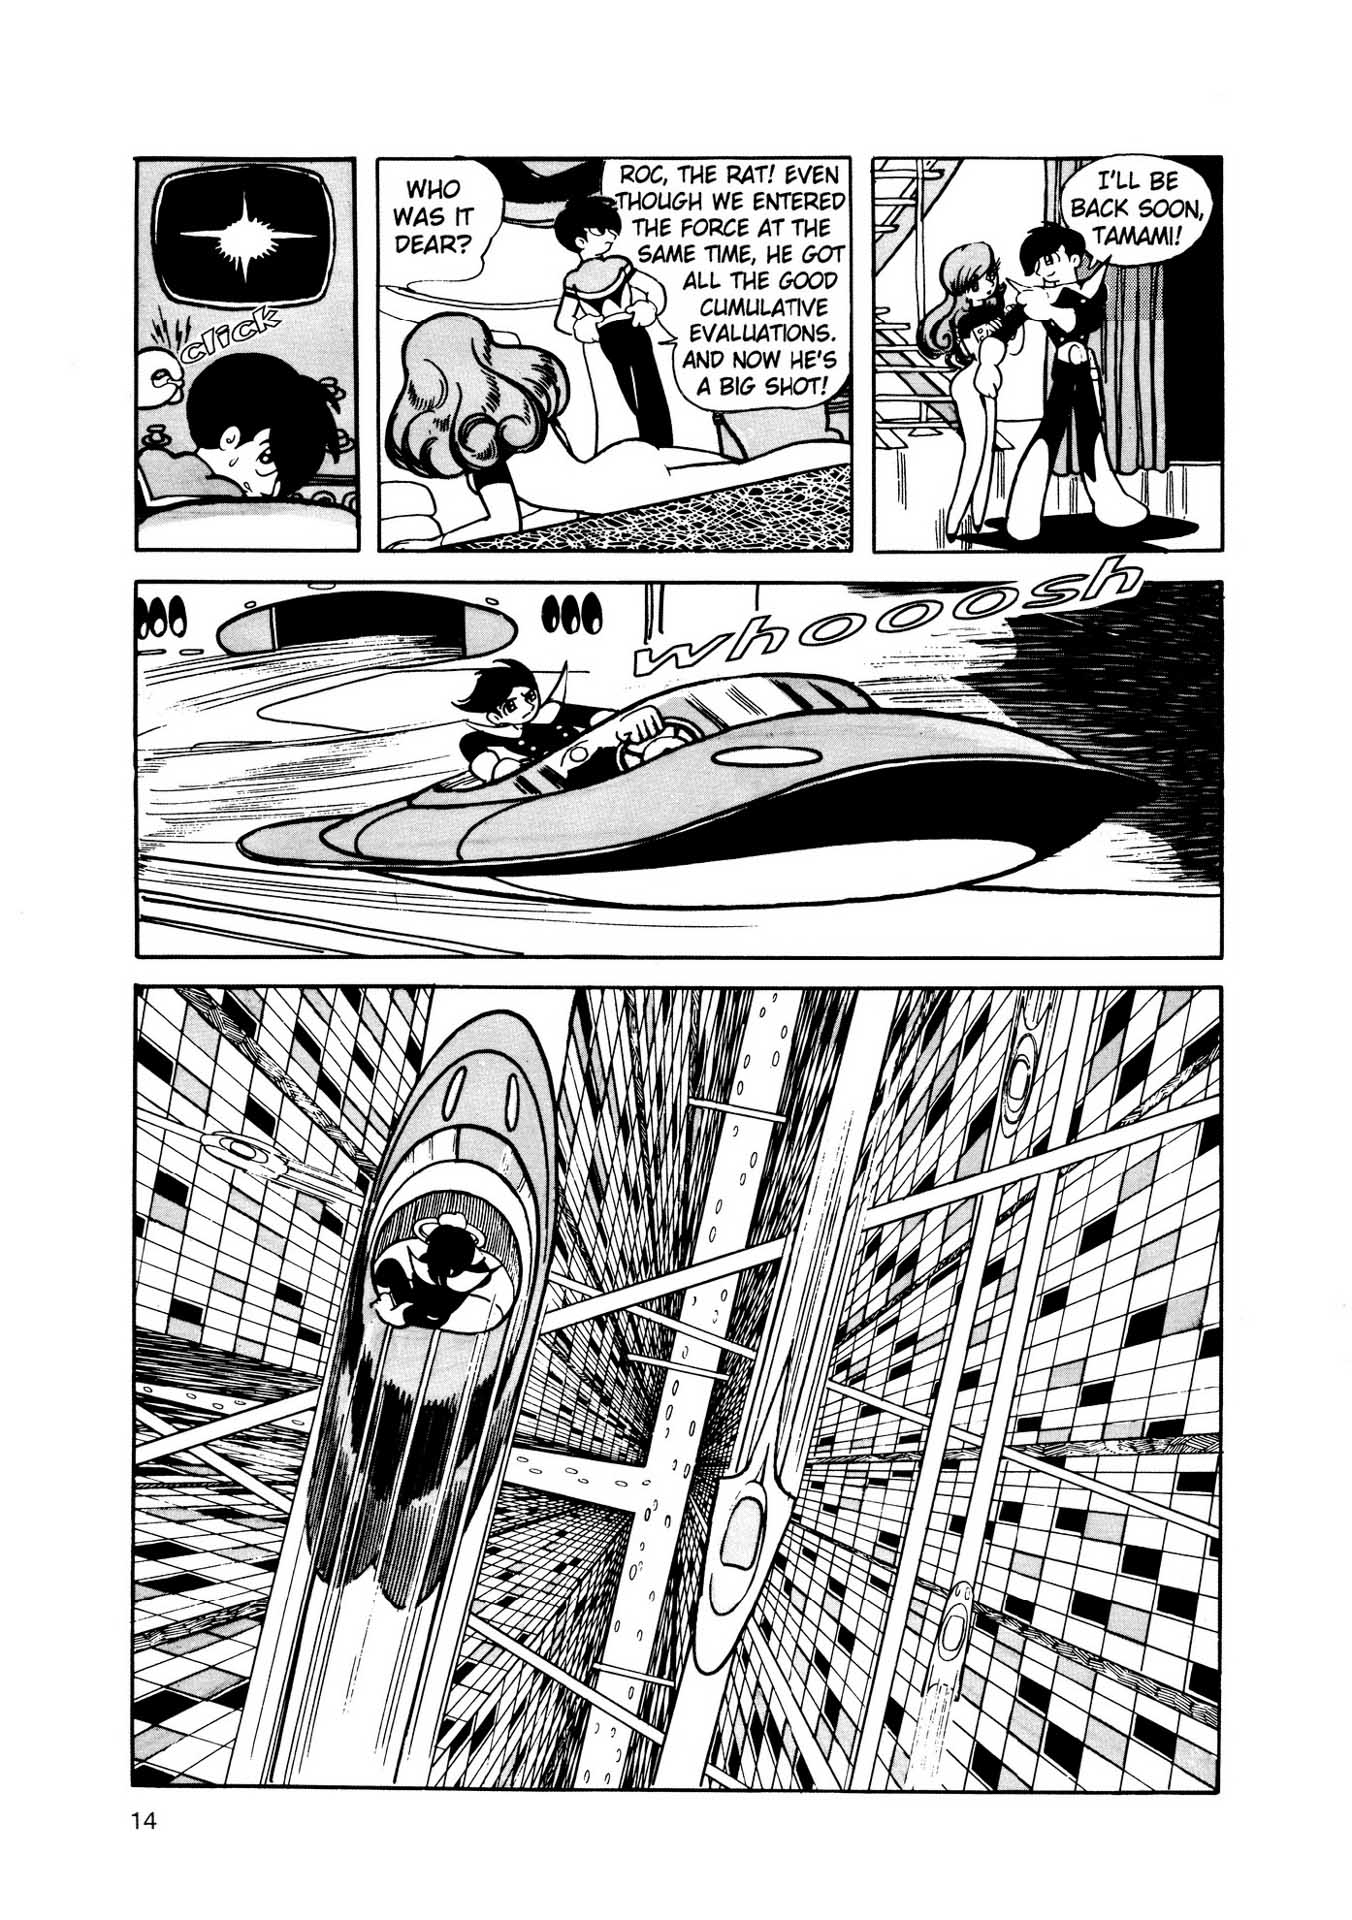 click
WHO
WAS IT
DEAR?
ROC, THE RAT! EVEN
THOUGH WE ENTERED
THE FORCE AT THE
SAME TIME, HE GOT
ALL THE GOOD
CUMULATIVE
EVALUATIONS.
AND NOW HE'S
A BIG SHOT!
I'LL BE
BACK SOON,
TAMAMI!
whooosh
14